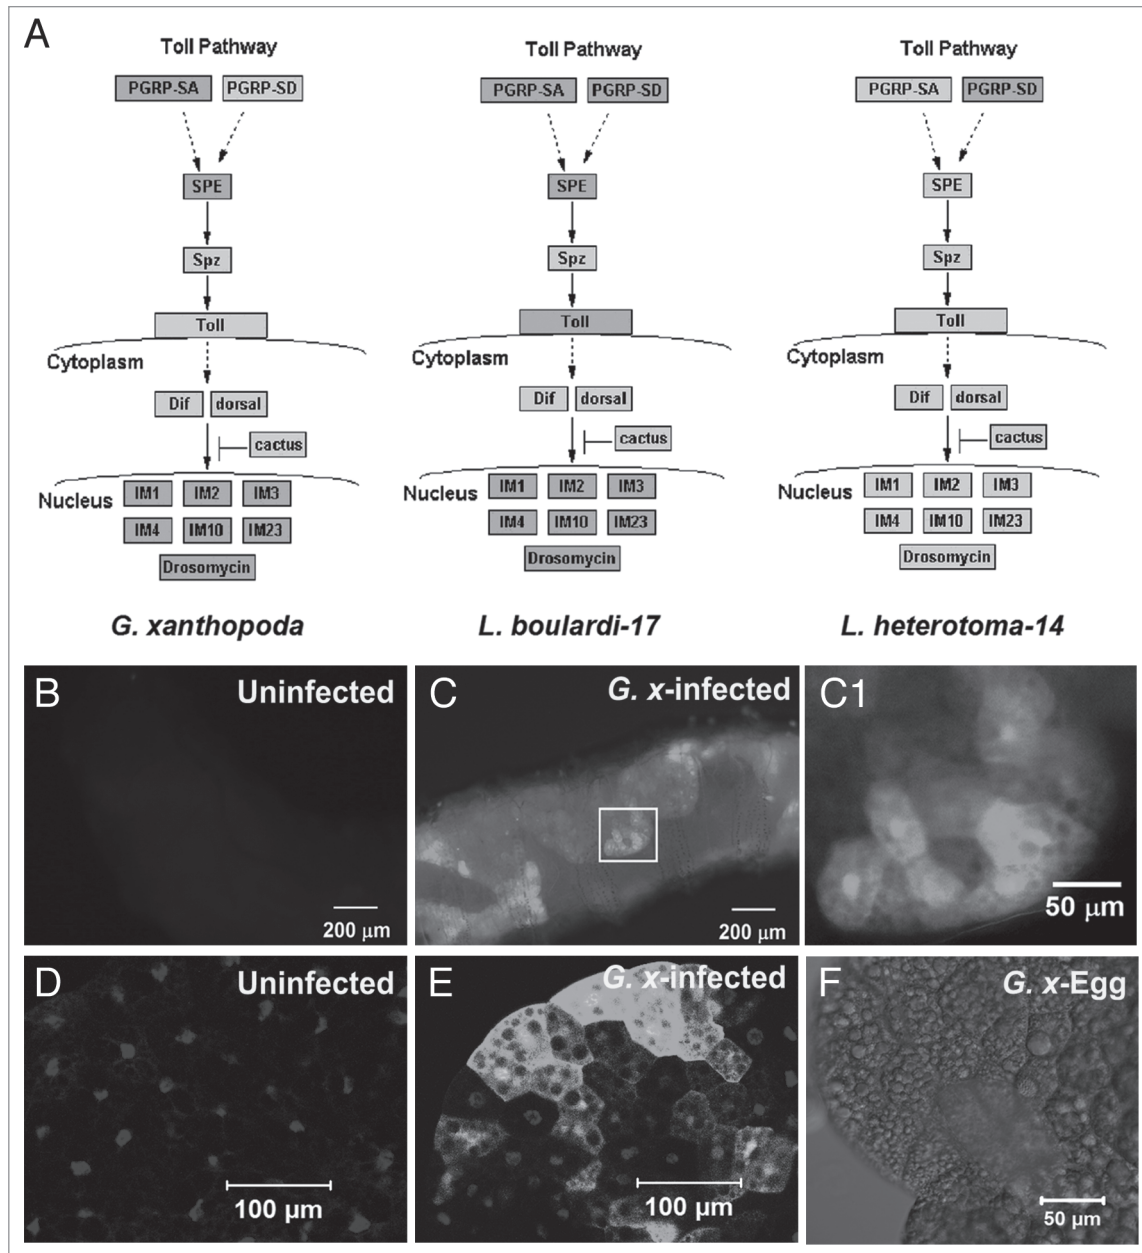 A
Toll Pathway Toll Pathway Toll Pathway
PGRP-SA PGRP-SD PGRP-SA PGRP-SD PGRP-SA PGRP-SD
SPE SPE SPE
Spz Spz Spz
Toll Toll Toll
Cytoplasm Cytoplasm Cytoplasm
Dif dorsal Dif dorsal Dif dorsal
cactus cactus cactus
Nucleus IM1 IM2 IM3 Nucleus IM1 IM2 IM3 Nucleus IM1 IM2 IM3
IM4 IM10 IM23 IM4 IM10 IM23 IM4 IM10 IM23
Drosomycin Drosomycin Drosomycin
G. xanthopoda L. boulardi-17 L. heterotoma-14
B Uninfected C G. x-infected C1
200 µm 200 µm 50 µm
D Uninfected E G. x-infected F G. x-Egg
100 µm 100 µm 50 µm